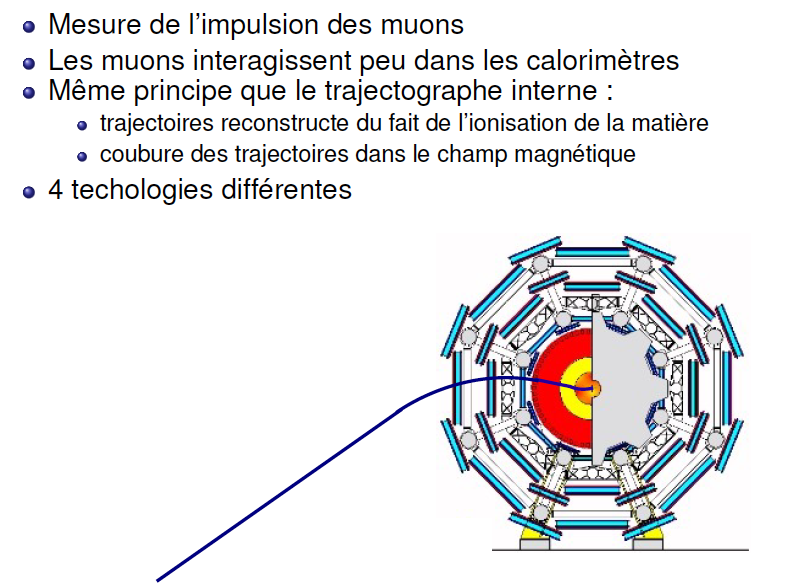 Mesure de l'impulsion des muons
Les muons interagissent peu dans les calorimètres
Même principe que le trajectographe interne :
trajectoires reconstructe du fait de l'ionisation de la matière
coubure des trajectoires dans le champ magnétique
4 techologies différentes